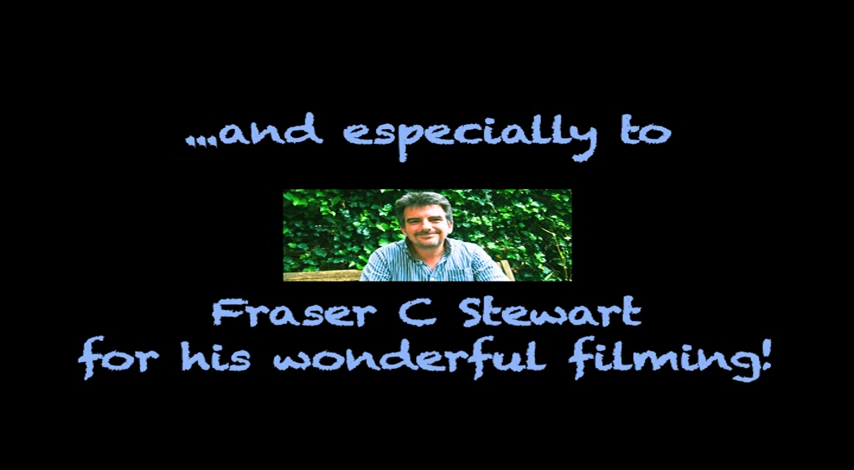 ...and especially to
Fraser C Stewart
for his wonderful filming!